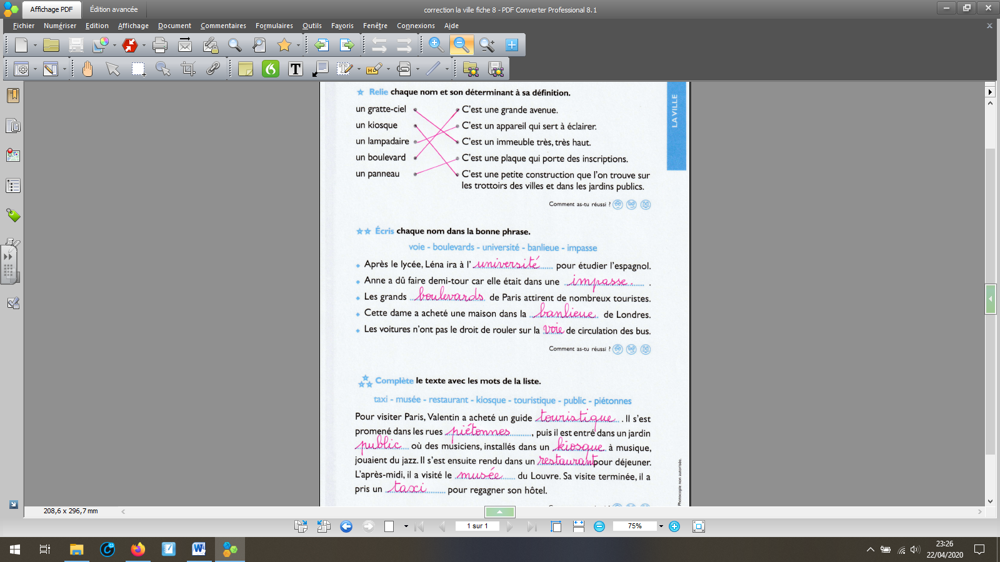 Affichage PDF
Édition avancée
correction la ville fiche 8 - PDF Converter Professional 8.1
Fichier Numériser Edition Affichage Document Commentaires Formulaires Outils Favoris Fenêtre Connexions Aide
LA VILLE
Relie chaque nom et son déterminant à sa définition.
un gratte-ciel C'est une grande avenue.
un kiosque C'est un appareil qui sert à éclairer.
un lampadaire C'est un immeuble très, très haut.
un boulevard C'est une plaque qui porte des inscriptions.
un panneau C'est une petite construction que l'on trouve sur
les trottoirs des villes et dans les jardins publics.
Comment as-tu réussi ?
Écris chaque nom dans la bonne phrase.
voie - boulevards - université - banlieue - impasse
Après le lycée, Léna ira à l' université pour étudier l'espagnol.
Anne a dû faire demi-tour car elle était dans une impasse. .
Les grands boulevards de Paris attirent de nombreux touristes.
Cette dame a acheté une maison dans la banlieue de Londres.
Les voitures n'ont pas le droit de rouler sur la voie de circulation des bus.
Comment as-tu réussi ?
Complète le texte avec les mots de la liste.
taxi - musée - restaurant - kiosque - touristique - public - piétonnes
Pour visiter Paris, Valentin a acheté un guide touristique . Il s'est
promené dans les rues piétonnes , puis il est entré dans un jardin
public où des musiciens, installés dans un kiosque à musique,
jouaient du jazz. Il s'est ensuite rendu dans un restaurant pour déjeuner.
L'après-midi, il a visité le musée du Louvre. Sa visite terminée, il a
pris un taxi pour regagner son hôtel.
Photocopie non autorisée.
208,6 x 296,7 mm
1 sur 1
75%
23:26
22/04/2020